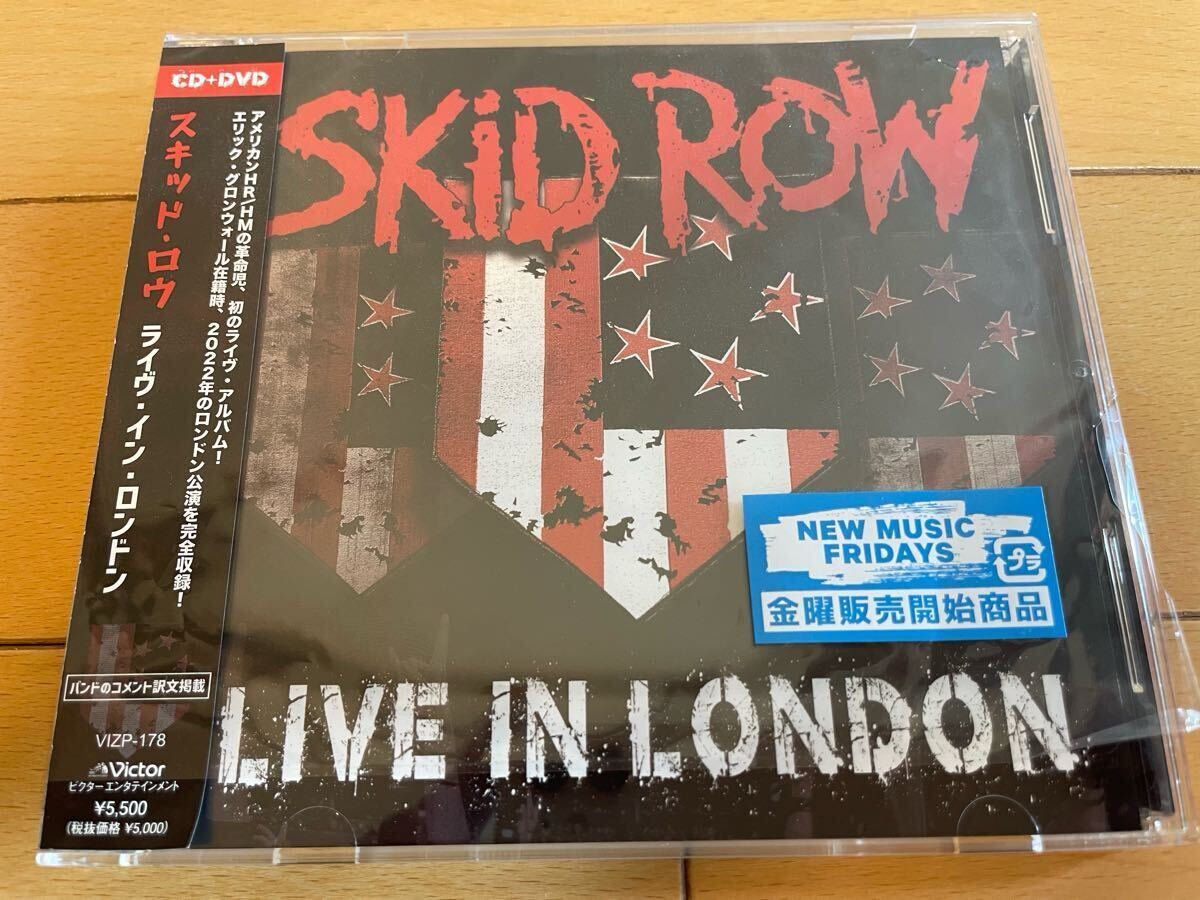 CD+DVD
スキッド・ロウ
ライヴ・イン・ロンドン
アメリカンHR/HMの革命児、初のライヴ・アルバム!
エリック・グロンウォール在籍時、2022年のロンドン公演を完全収録!
バンドのコメント訳文掲載
VIZP-178
Victor
ビクターエンタテインメント
¥5,500
(税抜価格 ¥5,000)
SKiD ROW
NEW MUSIC
FRIDAYS
プラ
金曜販売開始商品
LiVE iN LONDON